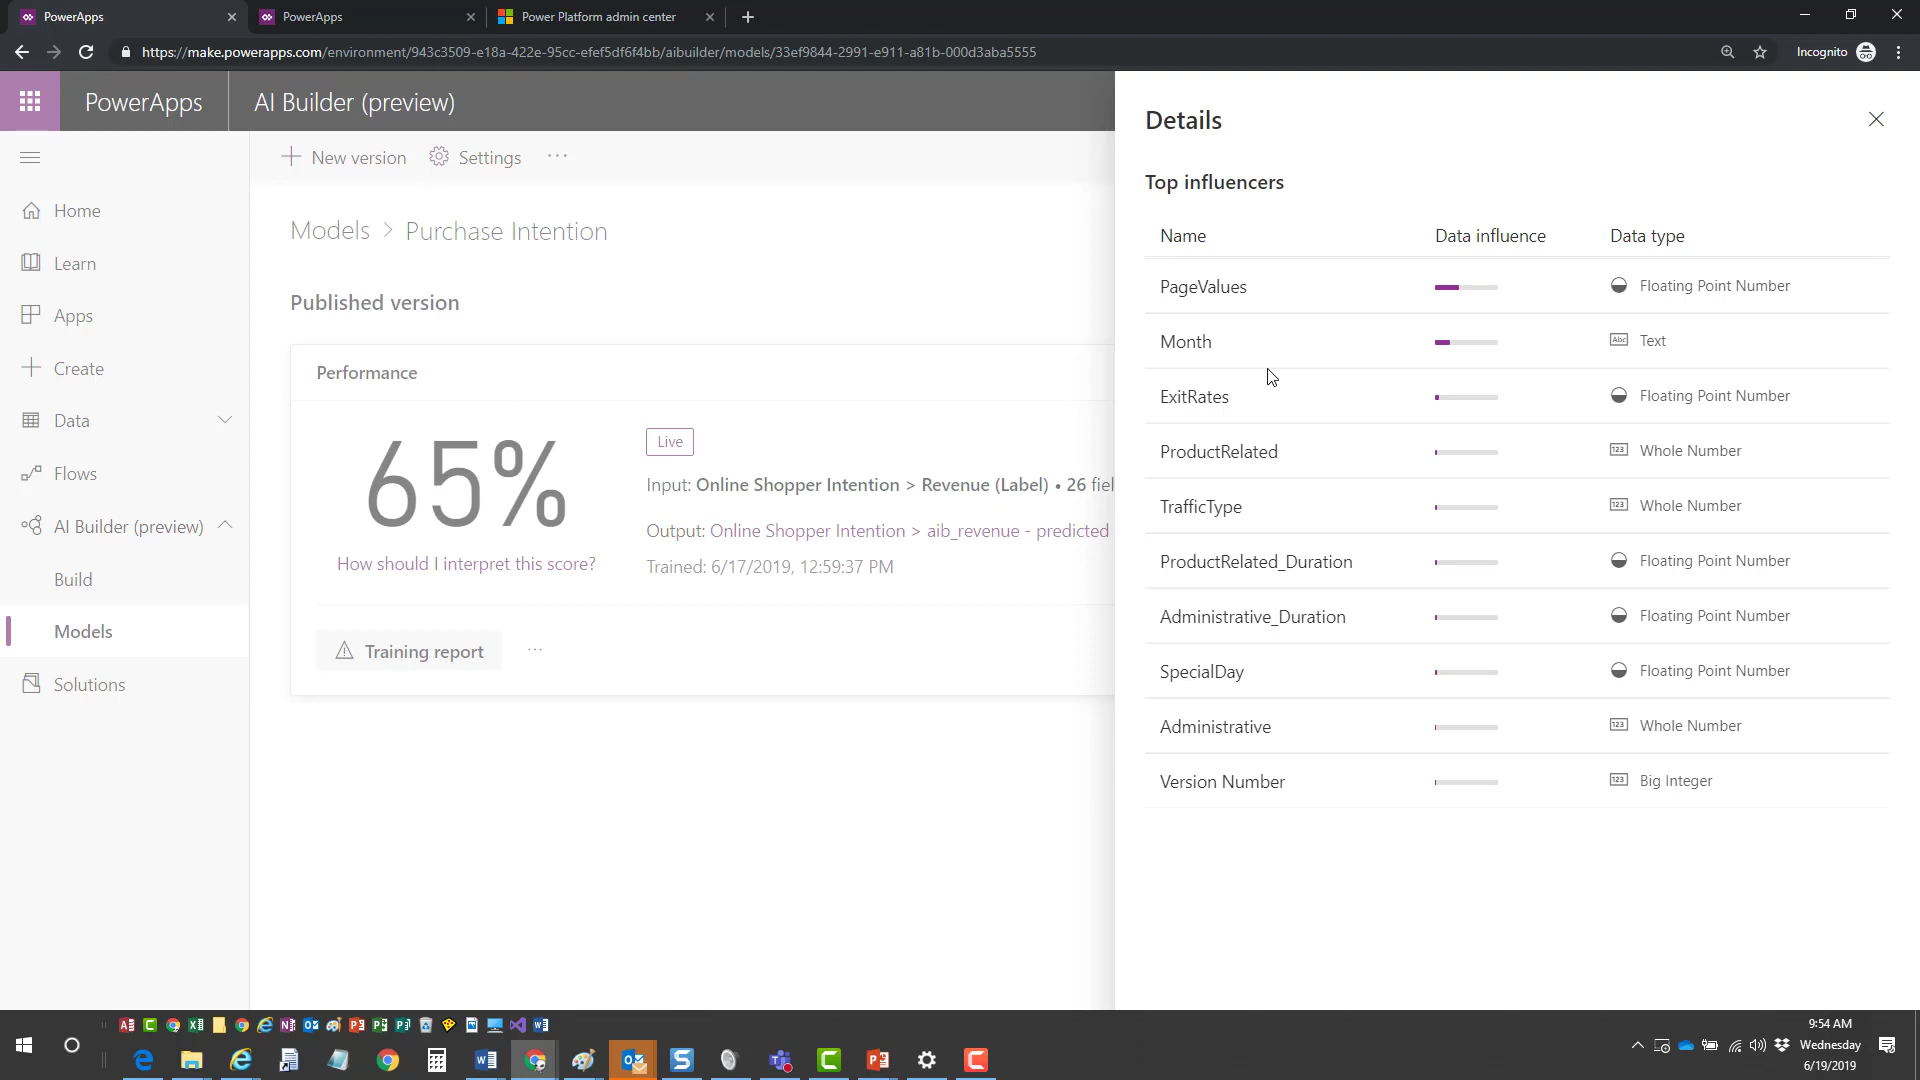 PowerApps
PowerApps
Power Platform admin center
https://make.powerapps.com/environment/943c3509-e18a-422e-95cc-efef5df6f4bb/aibuilder/models/33ef9844-2991-e911-a81b-000d3aba5555
Incognito
PowerApps
AI Builder (preview)
New version
Settings
Home
Learn
Apps
Create
Data
Flows
AI Builder (preview)
Build
Models
Solutions
Models > Purchase Intention
Published version
Performance
65%
How should I interpret this score?
Live
Input: Online Shopper Intention > Revenue (Label) • 26 fiel
Output: Online Shopper Intention > aib_revenue - predicted
Trained: 6/17/2019, 12:59:37 PM
Training report
Details
Top influencers
Name Data influence Data type
PageValues Floating Point Number
Month Abc Text
ExitRates Floating Point Number
ProductRelated 123 Whole Number
TrafficType 123 Whole Number
ProductRelated_Duration Floating Point Number
Administrative_Duration Floating Point Number
SpecialDay Floating Point Number
Administrative 123 Whole Number
Version Number 123 Big Integer
9:54 AM
Wednesday
6/19/2019